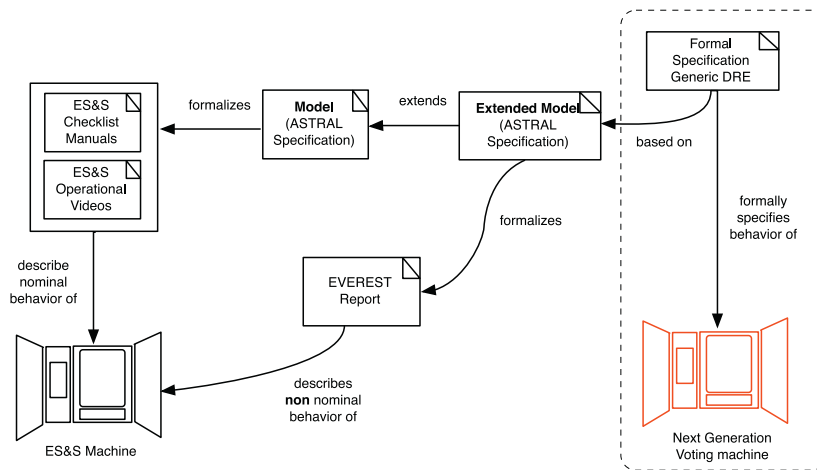 Formal
Specification
Generic DRE
ES&S
Checklist
Manuals
formalizes
Model
(ASTRAL
Specification)
extends
Extended Model
(ASTRAL
Specification)
based on
ES&S
Operational
Videos
formalizes
formally
specifies
behavior of
describe
nominal
behavior of
EVEREST
Report
describes
non nominal
behavior of
ES&S Machine
Next Generation
Voting machine